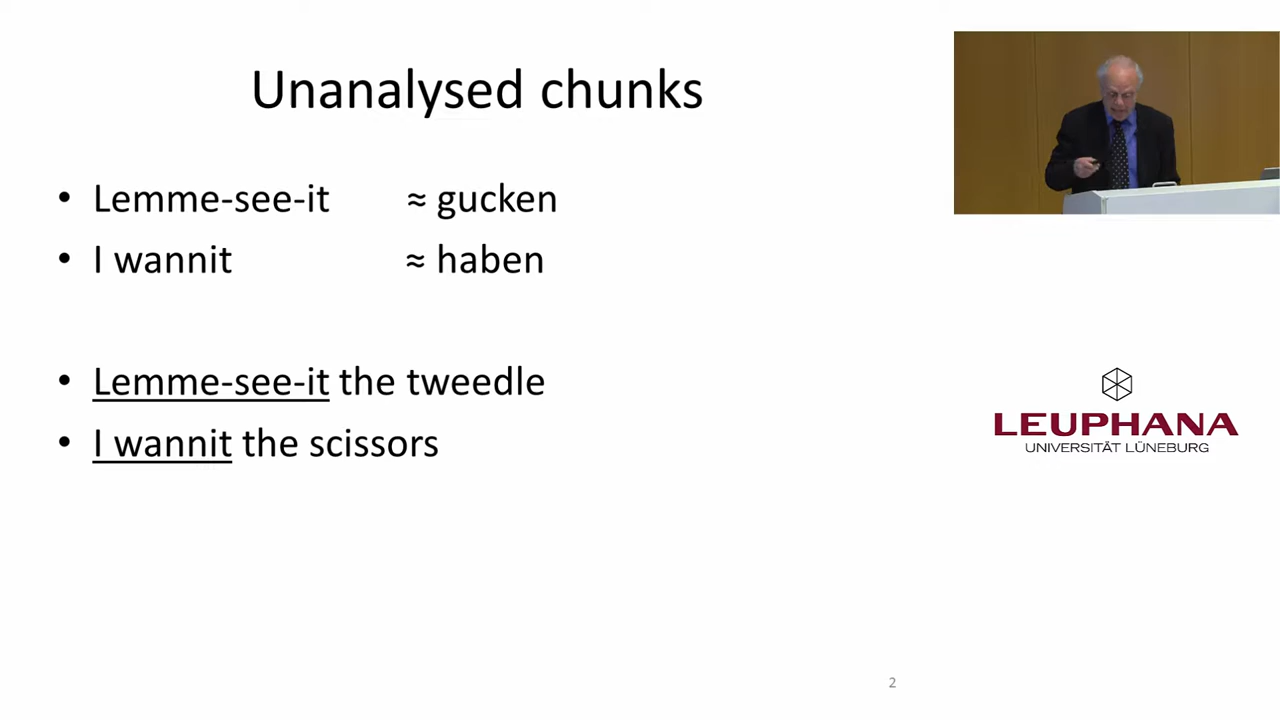 Unanalysed chunks
• Lemme-see-it ≈ gucken
• I wannit ≈ haben
• Lemme-see-it the tweedle
• I wannit the scissors
LEUPHANA
UNIVERSITÄT LÜNEBURG
2